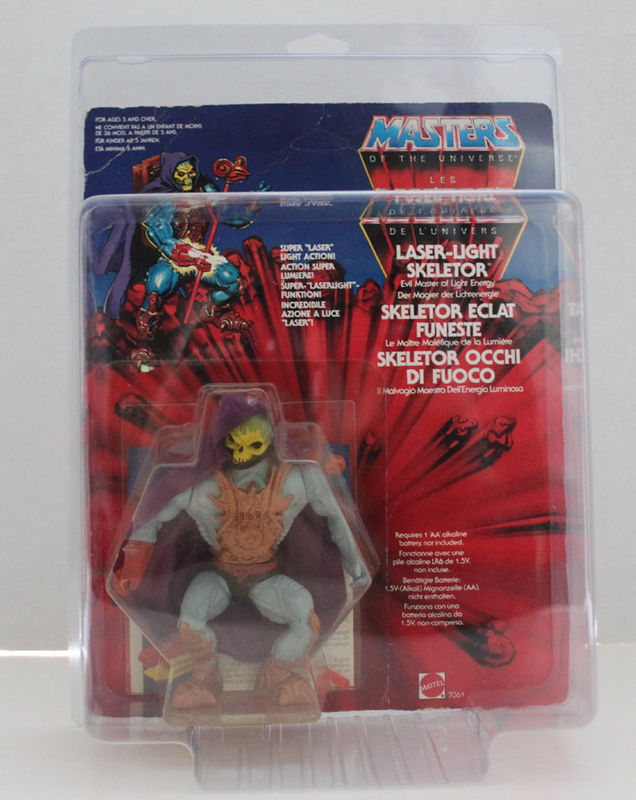 FOR AGES 5 AND OVER.
NE CONVIENT PAS A UN ENFANT DE MOINS
DE 36 MOIS. A PARTIR DE 5 ANS.
FÜR KINDER AB 5 JAHREN.
ETA MINIMA: 5 ANNI.
MASTERS
OF THE UNIVERSE
LES
DE L'UNIVERS
SUPER "LASER"
LIGHT ACTION!
ACTION SUPER
LUMIERE!
SUPER-"LASERLIGHT"-
FUNKTION!
INCREDIBILE
AZIONE A LUCE
"LASER"!
LASER-LIGHT
SKELETOR
Evil Master of Light Energy
Der Magier der Lichtenergie
SKELETOR ECLAT
FUNESTE
Le Maître Maléfique de la Lumière
SKELETOR OCCHI
DI FUOCO
Il Malvagio Maestro Dell'Energia Luminosa
Requires 1 "AA" alkaline
battery, not included.
Fonctionne avec une
pile alcaline LR6 de 1.5V.
non incluse.
Benötigte Batterie:
1.5V-(Alkali) Mignonzelle (AA).
nicht enthalten.
Funziona con una
batteria alcalina da
1.5V. non compresa.
MATTEL
7061